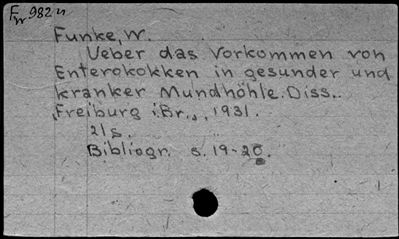 Fw 982 n
Funke, W.
Ueber das Vorkommen von
Enterokokken in gesunder und
kranker Mundhöhle. Diss..
Freiburg i.Br., 1931.
21 s.
Bibliogr. s. 19-20.